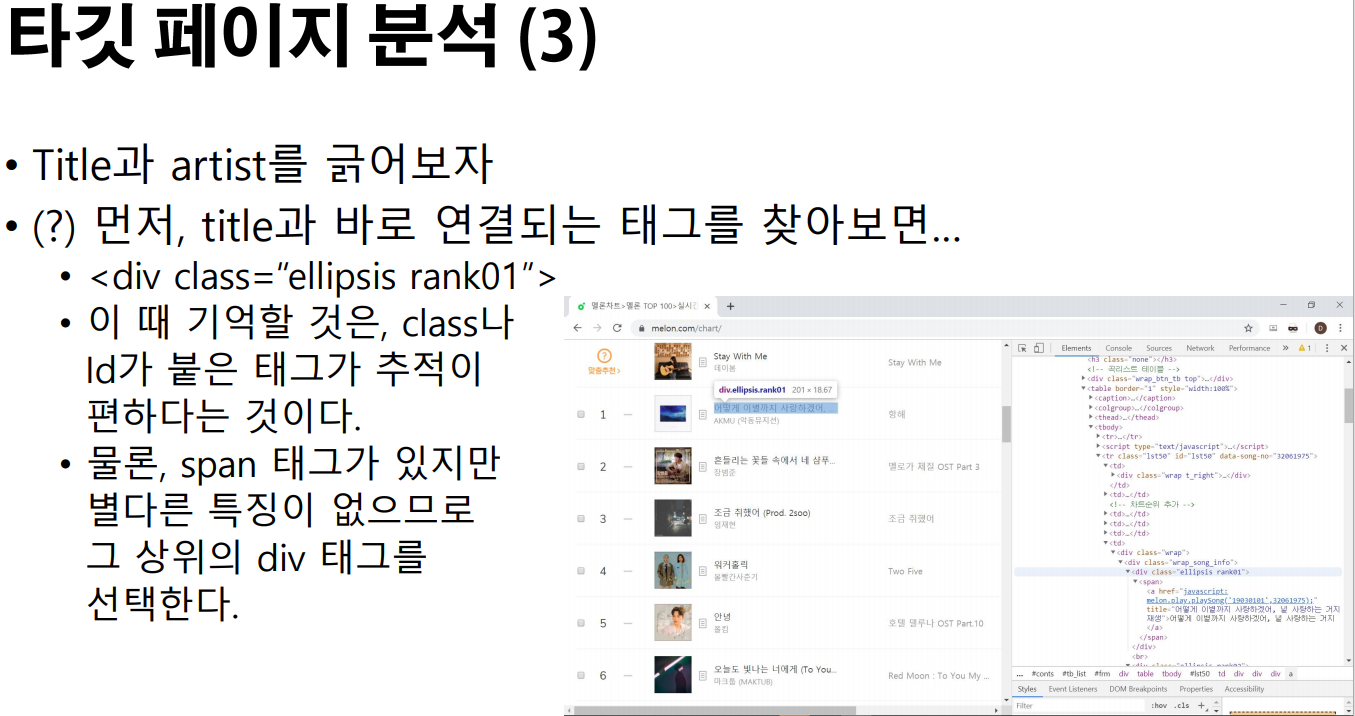 타깃 페이지 분석 (3)
• Title과 artist를 긁어보자
• (?) 먼저, title과 바로 연결되는 태그를 찾아보면...
• <div class=“ellipsis rank01”>
• 이 때 기억할 것은, class나
Id가 붙은 태그가 추적이
편하다는 것이다.
• 물론, span 태그가 있지만
별다른 특징이 없으므로
그 상위의 div 태그를
선택한다.
멜론차트>멜론 TOP 100>실시간
melon.com/chart/
맞춤추천>
Stay With Me
데이봄
Stay With Me
div.ellipsis.rank01 201 × 18.67
1
어떻게 이별까지 사랑하겠어, ...
AKMU (악동뮤지션)
항해
2
흔들리는 꽃들 속에서 네 샴푸...
장범준
멜로가 체질 OST Part 3
3
조금 취했어 (Prod. 2soo)
임재현
조금 취했어
4
워커홀릭
볼빨간사춘기
Two Five
5
안녕
폴킴
호텔 델루나 OST Part.10
6
오늘도 빛나는 너에게 (To You...
마크툽 (MAKTUB)
Red Moon : To You My ...
Elements Console Sources Network Performance » 1
<h3 class="none"></h3>
<!-- 곡리스트 테이블 -->
<div class="wrap_btn_tb top">…</div>
<table border="1" style="width:100%">
<caption>…</caption>
<colgroup>…</colgroup>
<thead>…</thead>
<tbody>
<tr>…</tr>
<script type="text/javascript">…</script>
<tr class="lst50" id="lst50" data-song-no="32061975">
<td>
<div class="wrap t_right">…</div>
</td>
<td>…</td>
<!-- 차트순위 추가 -->
<td>…</td>
<td>…</td>
<td>…</td>
<td>
<div class="wrap">
<div class="wrap_song_info">
<div class="ellipsis rank01">
<span>
<a href="javascript:
melon.play.playSong('19030101',32061975);"
title="어떻게 이별까지 사랑하겠어, 널 사랑하는 거지
재생">어떻게 이별까지 사랑하겠어, 널 사랑하는 거지
</a>
</span>
</div>
<br>
<div class="ellipsis rank02">
... #conts #tb_list #frm div table tbody #lst50 td div div div a
Styles Event Listeners DOM Breakpoints Properties Accessibility
Filter :hov .cls +